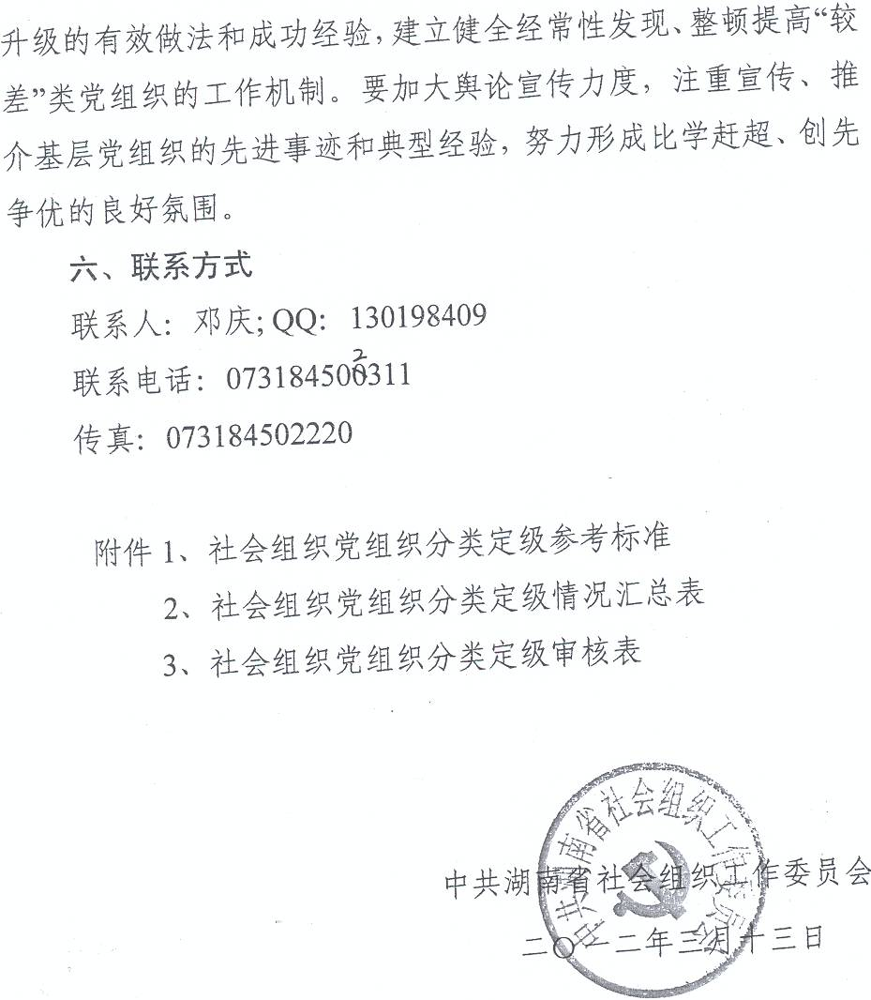 升级的有效做法和成功经验，建立健全经常性发现、整顿提高“较
差”类党组织的工作机制。要加大舆论宣传力度，注重宣传、推
介基层党组织的先进事迹和典型经验，努力形成比学赶超、创先
争优的良好氛围。
六、联系方式
联系人：邓庆；QQ：130198409
2
联系电话：073184500311
传真：073184502220
附件 1、社会组织党组织分类定级参考标准
2、社会组织党组织分类定级情况汇总表
3、社会组织党组织分类定级审核表
中共湖南省社会组织工作委员会
中共湖南省社会组织工作委员会
二〇一二年三月十三日